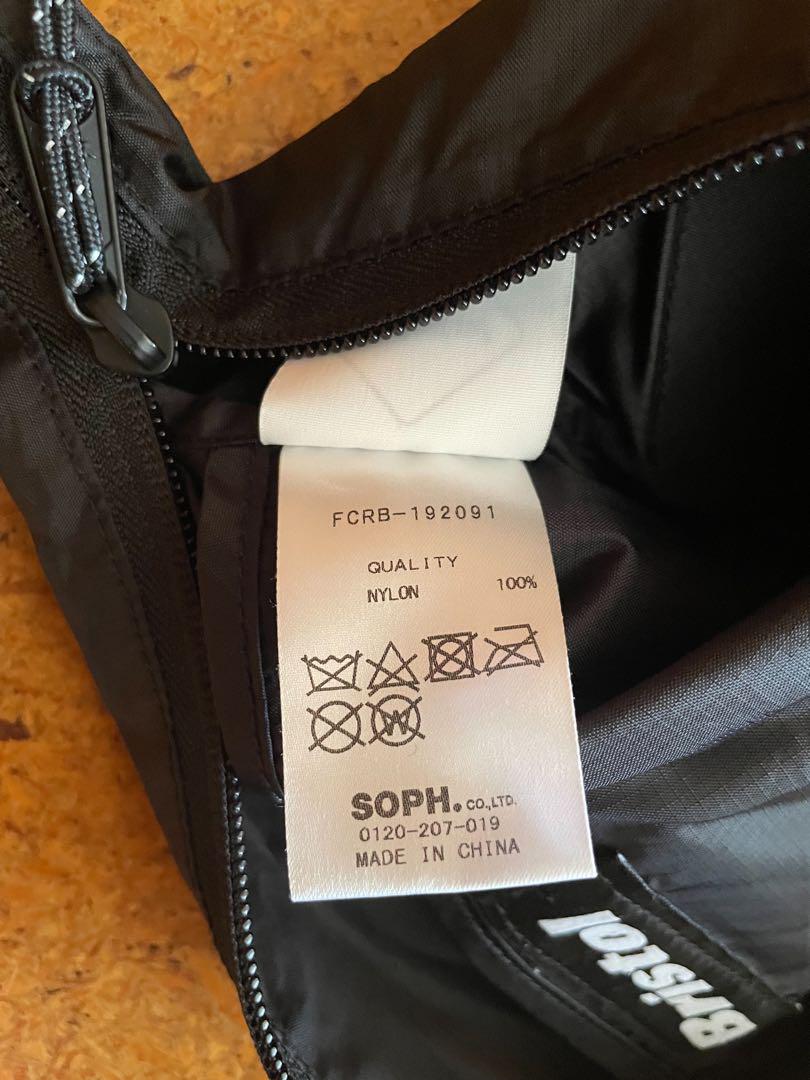 FCRB-192091
QUALITY
NYLON 100%
SOPH. CO.,LTD.
0120-207-019
MADE IN CHINA
Bristol